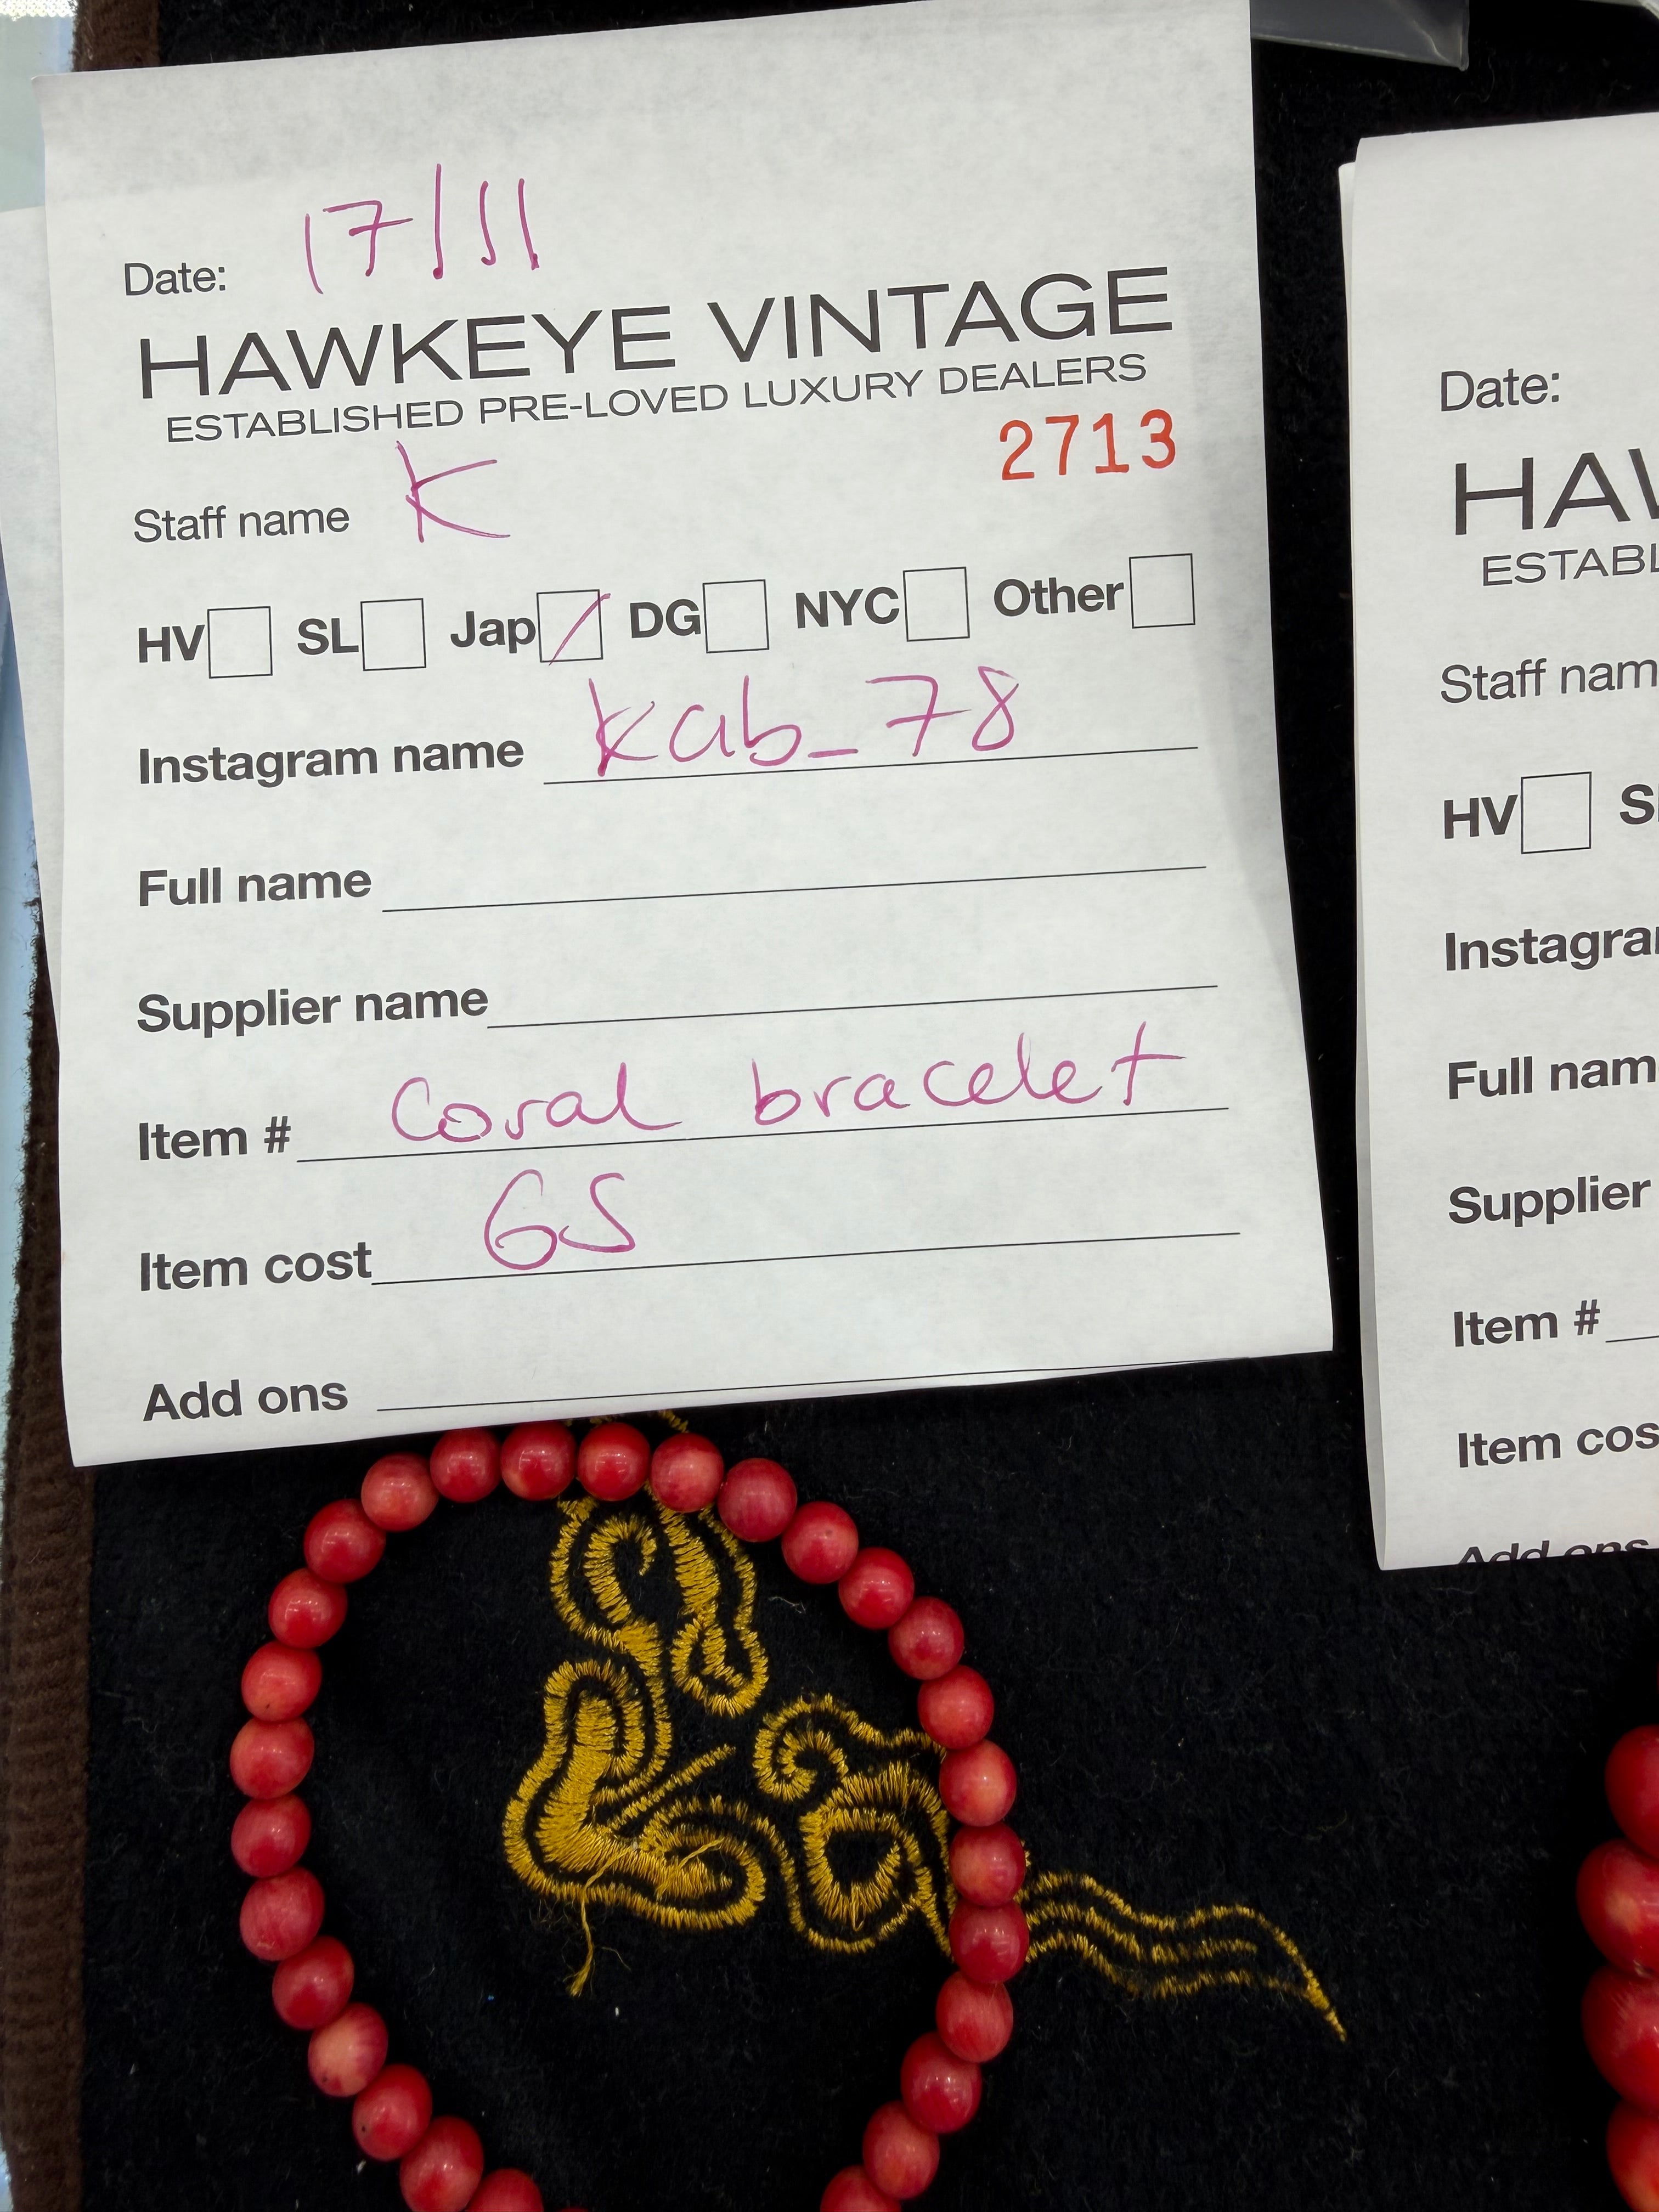 Date: 17/11
HAWKEYE VINTAGE
ESTABLISHED PRE-LOVED LUXURY DEALERS
2713
Staff name K
HV SL Jap DG NYC Other
Instagram name kab_78
Full name
Supplier name
Item # Coral bracelet
Item cost 65
Add ons
Date:
HAW
ESTABL
Staff nam
HV S
Instagra
Full nam
Supplier
Item #
Item cos
Add ons